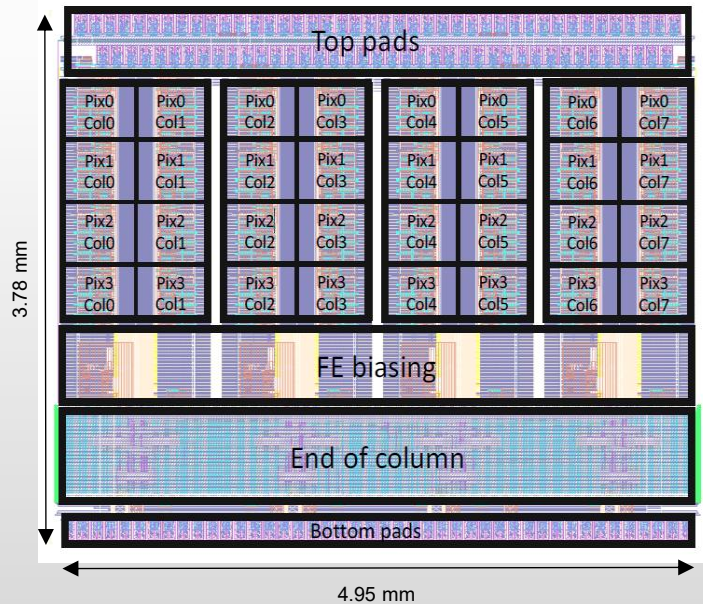 Top pads
Pix0 Pix0 Pix0 Pix0 Pix0 Pix0 Pix0 Pix0
Col0 Col1 Col2 Col3 Col4 Col5 Col6 Col7
Pix1 Pix1 Pix1 Pix1 Pix1 Pix1 Pix1 Pix1
Col0 Col1 Col2 Col3 Col4 Col5 Col6 Col7
Pix2 Pix2 Pix2 Pix2 Pix2 Pix2 Pix2 Pix2
Col0 Col1 Col2 Col3 Col4 Col5 Col6 Col7
Pix3 Pix3 Pix3 Pix3 Pix3 Pix3 Pix3 Pix3
Col0 Col1 Col2 Col3 Col4 Col5 Col6 Col7
3.78 mm
FE biasing
End of column
Bottom pads
4.95 mm